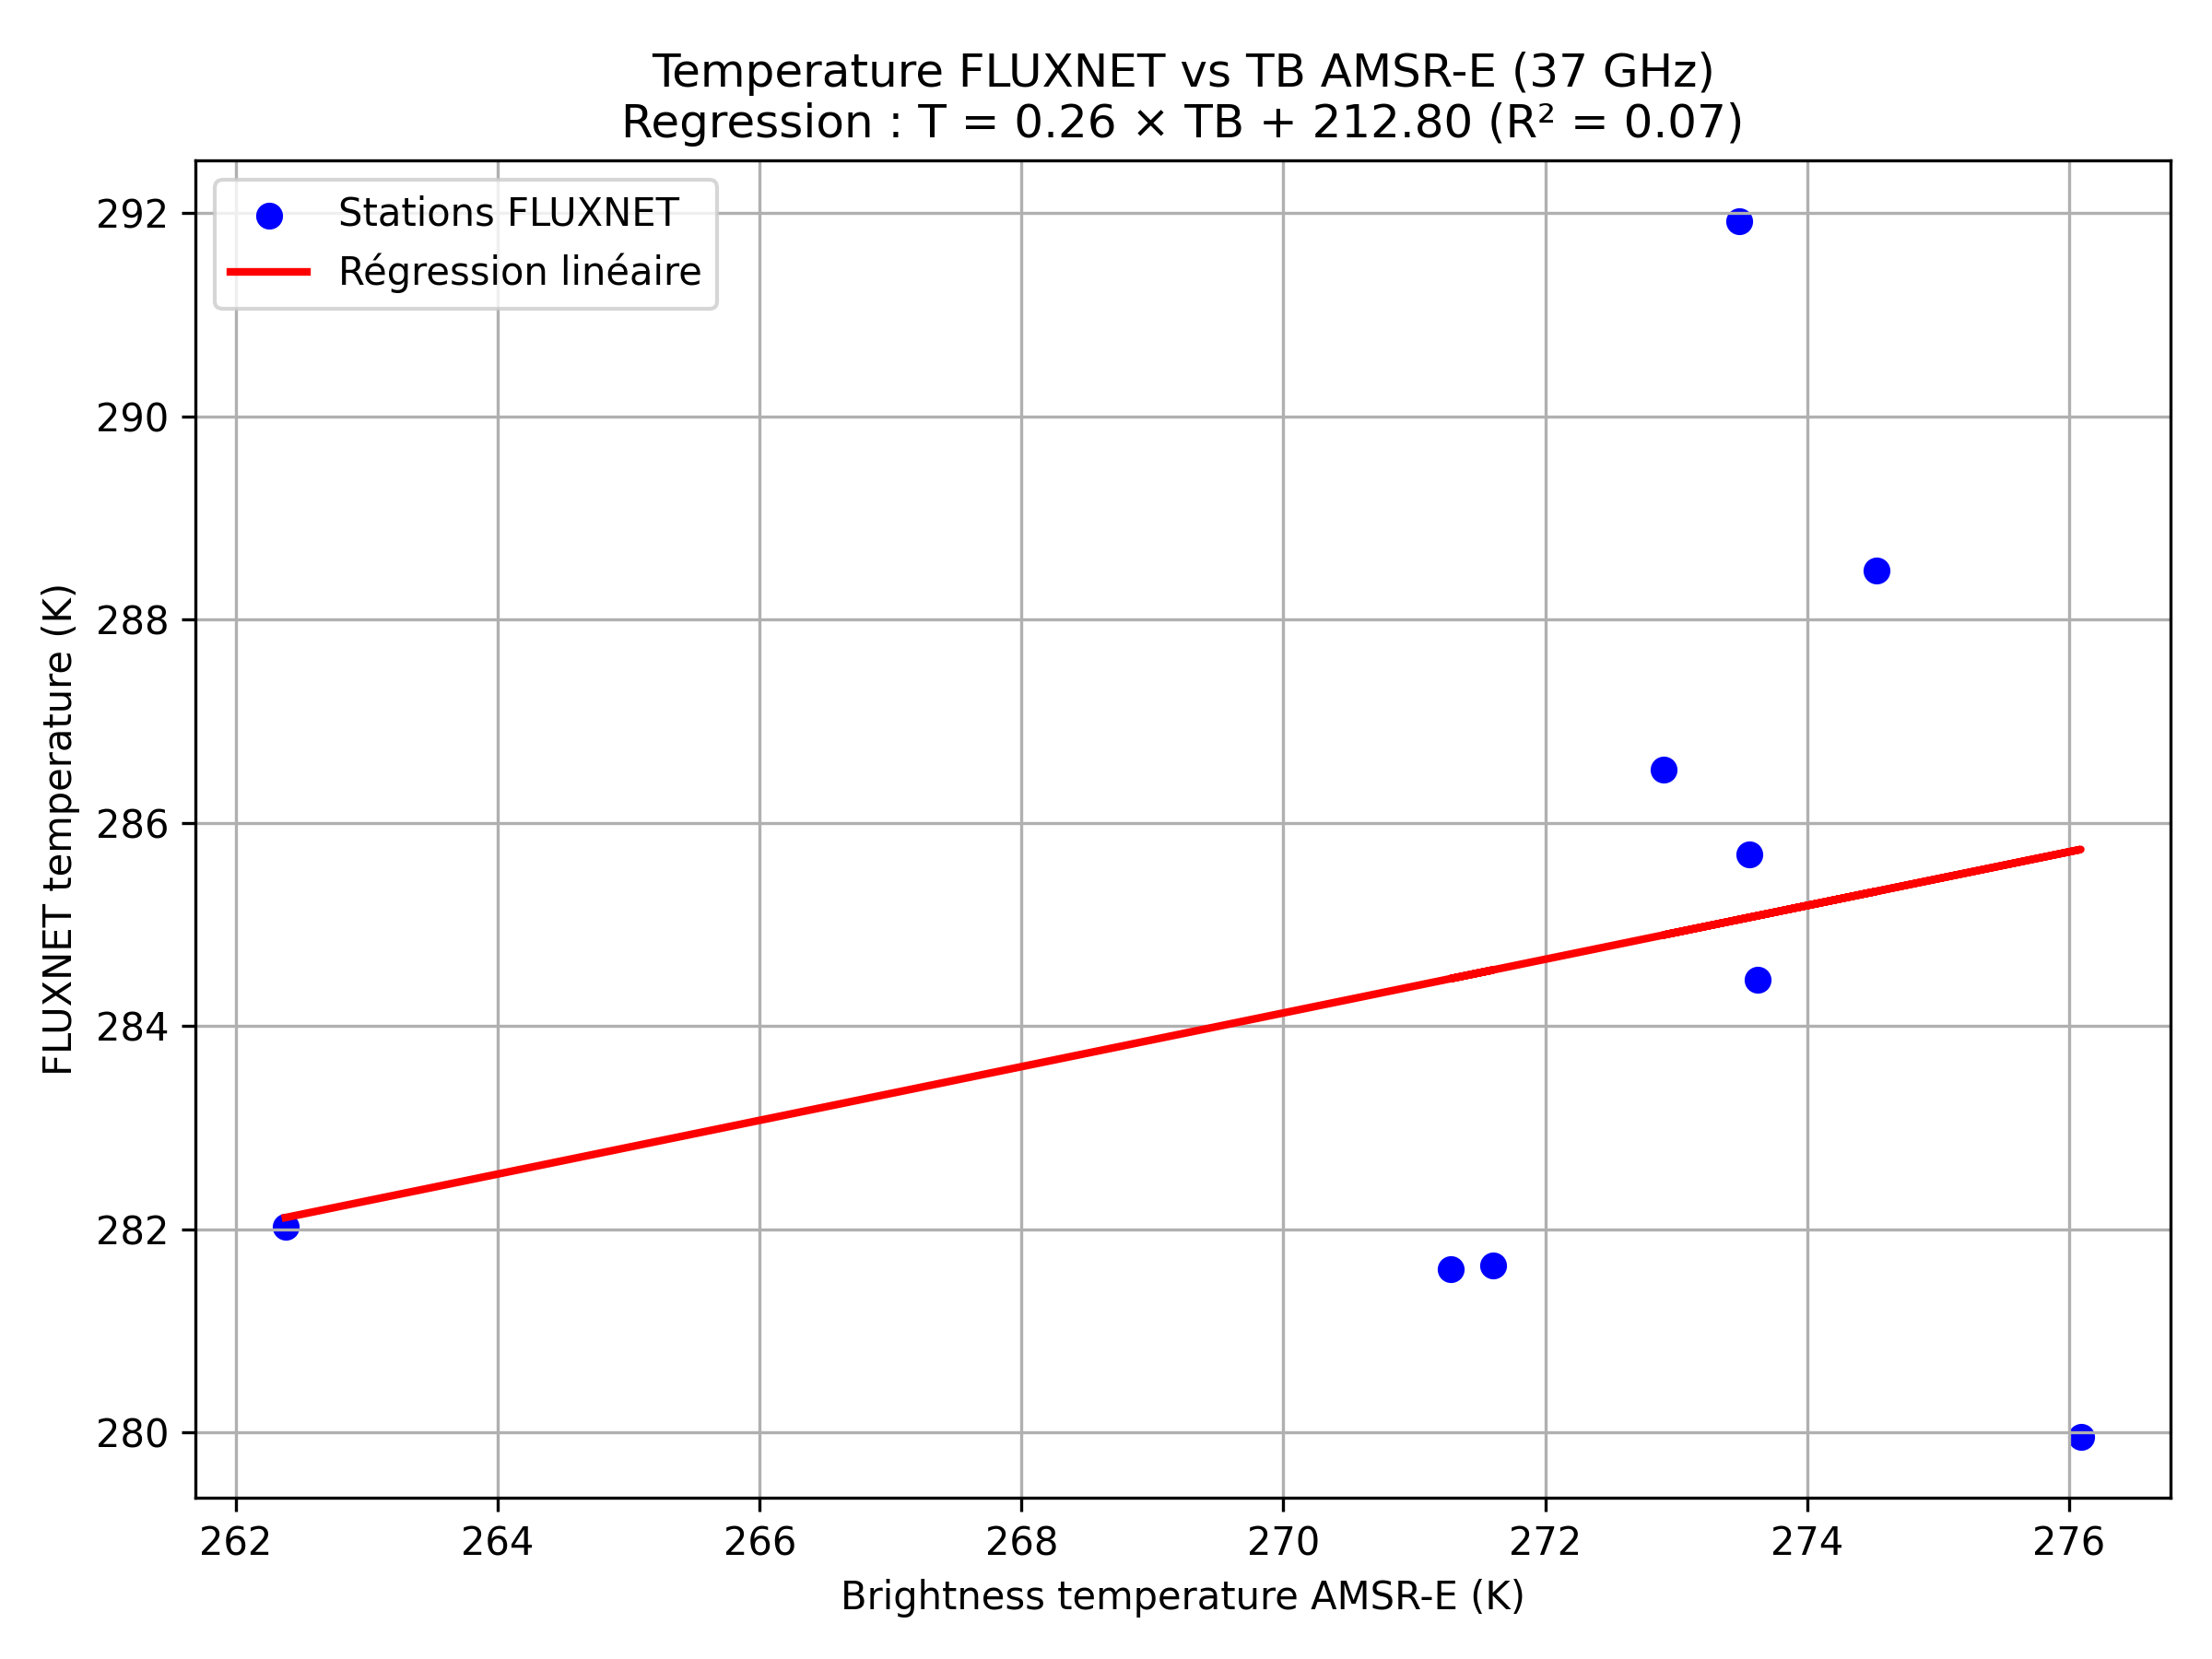 Temperature FLUXNET vs TB AMSR-E (37 GHz)
Regression : T = 0.26 × TB + 212.80 (R² = 0.07)
Stations FLUXNET
Régression linéaire
292
290
288
286
284
282
280
FLUXNET temperature (K)
262 264 266 268 270 272 274 276
Brightness temperature AMSR-E (K)